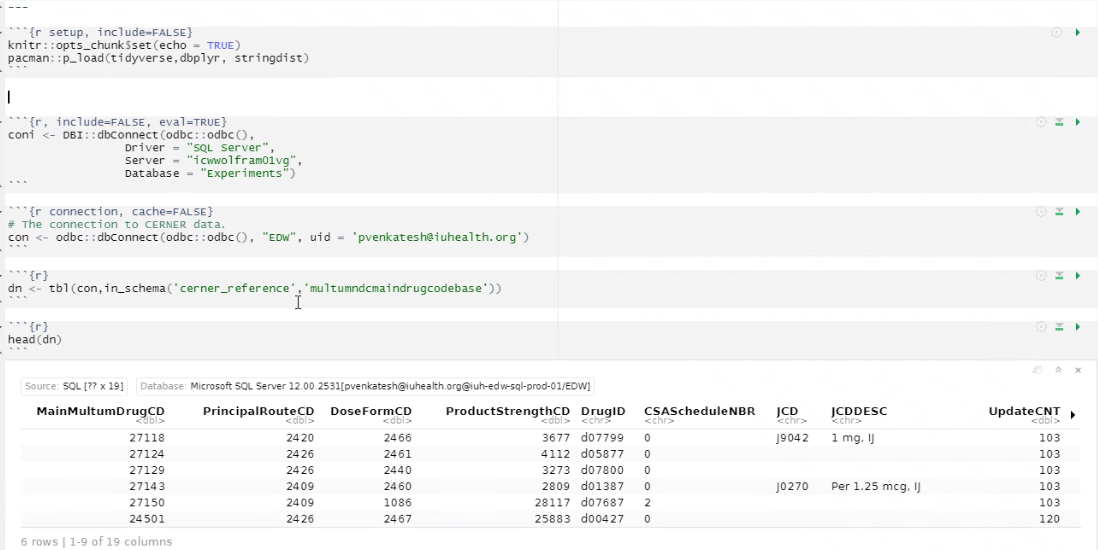 ---
```{r setup, include=FALSE}
knitr::opts_chunk$set(echo = TRUE)
pacman::p_load(tidyverse,dbplyr, stringdist)
```
```{r, include=FALSE, eval=TRUE}
coni <- DBI::dbConnect(odbc::odbc(),
Driver = "SQL Server",
Server = "icwwolfram01vg",
Database = "Experiments")
```
```{r connection, cache=FALSE}
# The connection to CERNER data.
con <- odbc::dbConnect(odbc::odbc(), "EDW", uid = 'pvenkatesh@iuhealth.org')
```
```{r}
dn <- tbl(con,in_schema('cerner_reference','multumndcmaindrugcodebase'))
```
```{r}
head(dn)
```
Source: SQL [?? x 19] Database: Microsoft SQL Server 12.00.2531[pvenkatesh@iuhealth.org@iuh-edw-sql-prod-01/EDW]
MainMultumDrugCD PrincipalRouteCD DoseFormCD ProductStrengthCD DrugID CSAScheduleNBR JCD JCDDESC UpdateCNT
<dbl> <dbl> <dbl> <dbl> <chr> <chr> <chr> <chr> <dbl>
27118 2420 2466 3677 d07799 0 J9042 1 mg, IJ 103
27124 2426 2461 4112 d05877 0 103
27129 2426 2440 3273 d07800 0 103
27143 2409 2460 2809 d01387 0 J0270 Per 1.25 mcg, IJ 103
27150 2409 1086 28117 d07687 2 103
24501 2426 2467 25883 d00427 0 120
6 rows | 1-9 of 19 columns